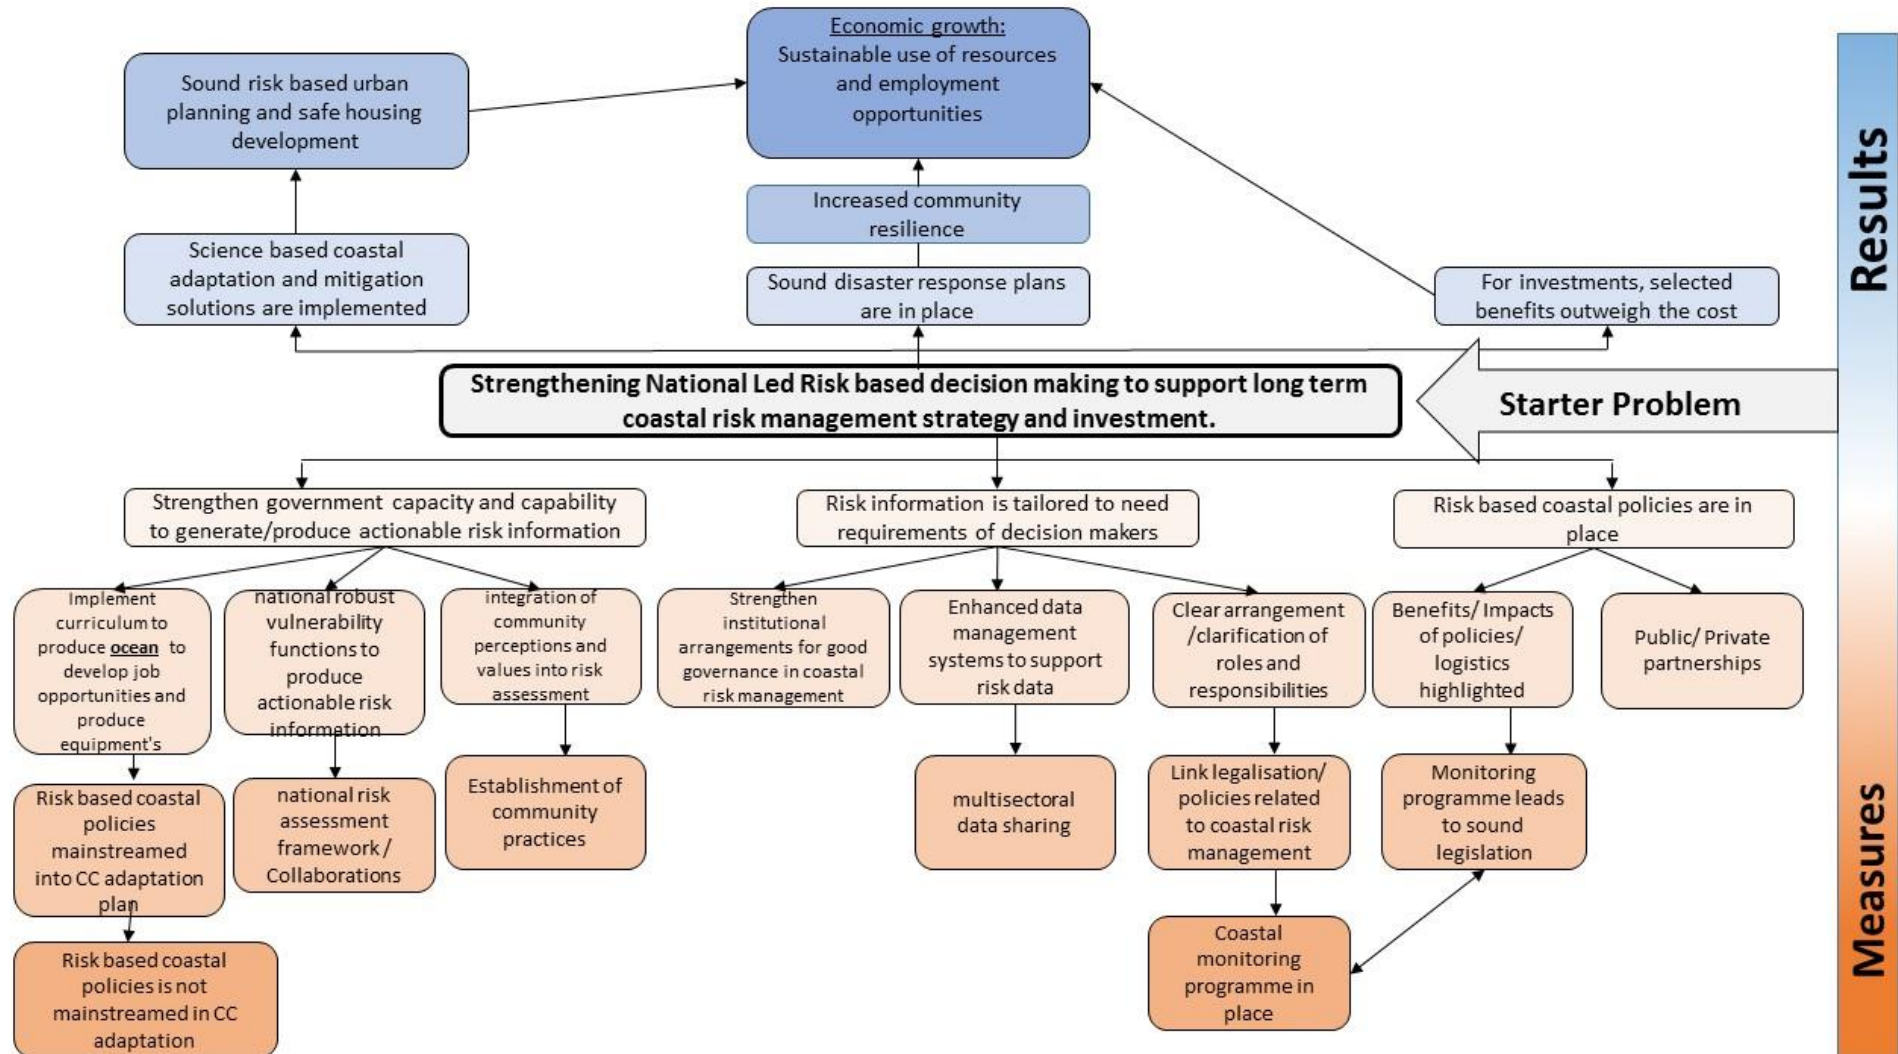 Economic growth:
Sustainable use of resources
and employment
opportunities
Sound risk based urban
planning and safe housing
development
Increased community
resilience
Science based coastal
adaptation and mitigation
solutions are implemented
Sound disaster response plans
are in place
For investments, selected
benefits outweigh the cost
Results
Strengthening National Led Risk based decision making to support long term
coastal risk management strategy and investment.
Starter Problem
Strengthen government capacity and capability
to generate/produce actionable risk information
Risk information is tailored to need
requirements of decision makers
Risk based coastal policies are in
place
Implement
curriculum to
produce ocean to
develop job
opportunities and
produce
equipment's
national robust
vulnerability
functions to
produce
actionable risk
information
integration of
community
perceptions and
values into risk
assessment
Strengthen
institutional
arrangements for good
governance in coastal
risk management
Enhanced data
management
systems to support
risk data
Clear arrangement
/clarification of
roles and
responsibilities
Benefits/ Impacts
of policies/
logistics
highlighted
Public/ Private
partnerships
Risk based coastal
policies
mainstreamed
into CC adaptation
plan
national risk
assessment
framework /
Collaborations
Establishment of
community
practices
multisectoral
data sharing
Link legalisation/
policies related
to coastal risk
management
Monitoring
programme leads
to sound
legislation
Measures
Risk based coastal
policies is not
mainstreamed in CC
adaptation
Coastal
monitoring
programme in
place